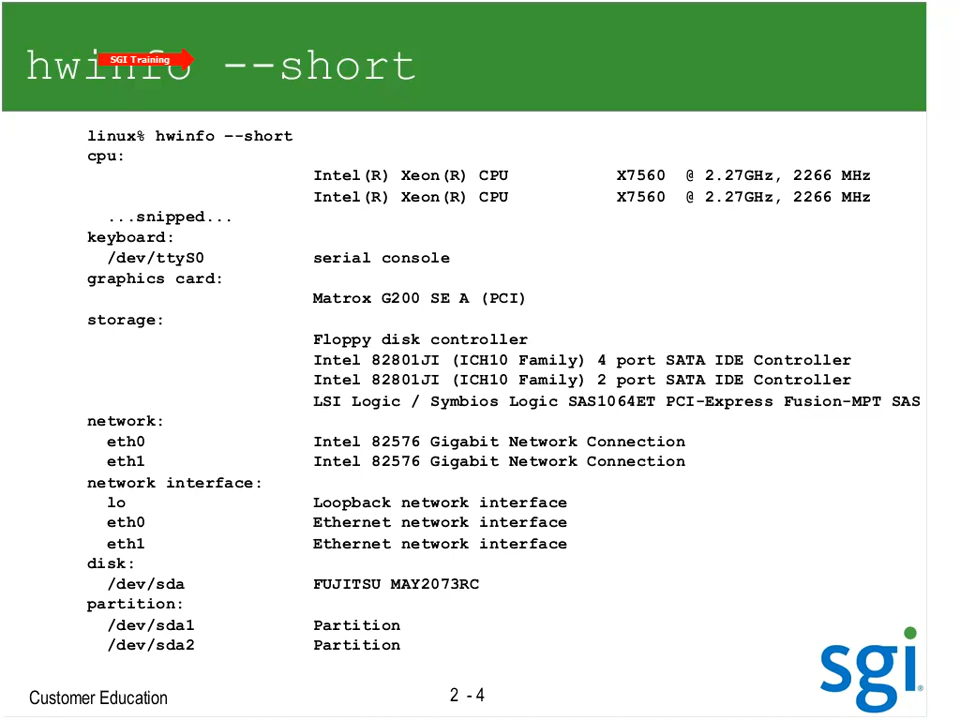 hwinfo --short
SGI Training
linux% hwinfo --short
cpu:
Intel(R) Xeon(R) CPU X7560 @ 2.27GHz, 2266 MHz
Intel(R) Xeon(R) CPU X7560 @ 2.27GHz, 2266 MHz
...snipped...
keyboard:
/dev/ttyS0 serial console
graphics card:
Matrox G200 SE A (PCI)
storage:
Floppy disk controller
Intel 82801JI (ICH10 Family) 4 port SATA IDE Controller
Intel 82801JI (ICH10 Family) 2 port SATA IDE Controller
LSI Logic / Symbios Logic SAS1064ET PCI-Express Fusion-MPT SAS
network:
eth0 Intel 82576 Gigabit Network Connection
eth1 Intel 82576 Gigabit Network Connection
network interface:
lo Loopback network interface
eth0 Ethernet network interface
eth1 Ethernet network interface
disk:
/dev/sda FUJITSU MAY2073RC
partition:
/dev/sda1 Partition
/dev/sda2 Partition
sgi®
Customer Education
2 - 4